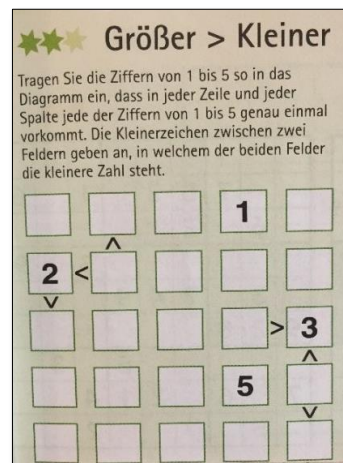 Größer > Kleiner
Tragen Sie die Ziffern von 1 bis 5 so in das
Diagramm ein, dass in jeder Zeile und jeder
Spalte jede der Ziffern von 1 bis 5 genau einmal
vorkommt. Die Kleinerzeichen zwischen zwei
Feldern geben an, in welchem der beiden Felder
die kleinere Zahl steht.
1
^
2 <
v
> 3
^
5
v